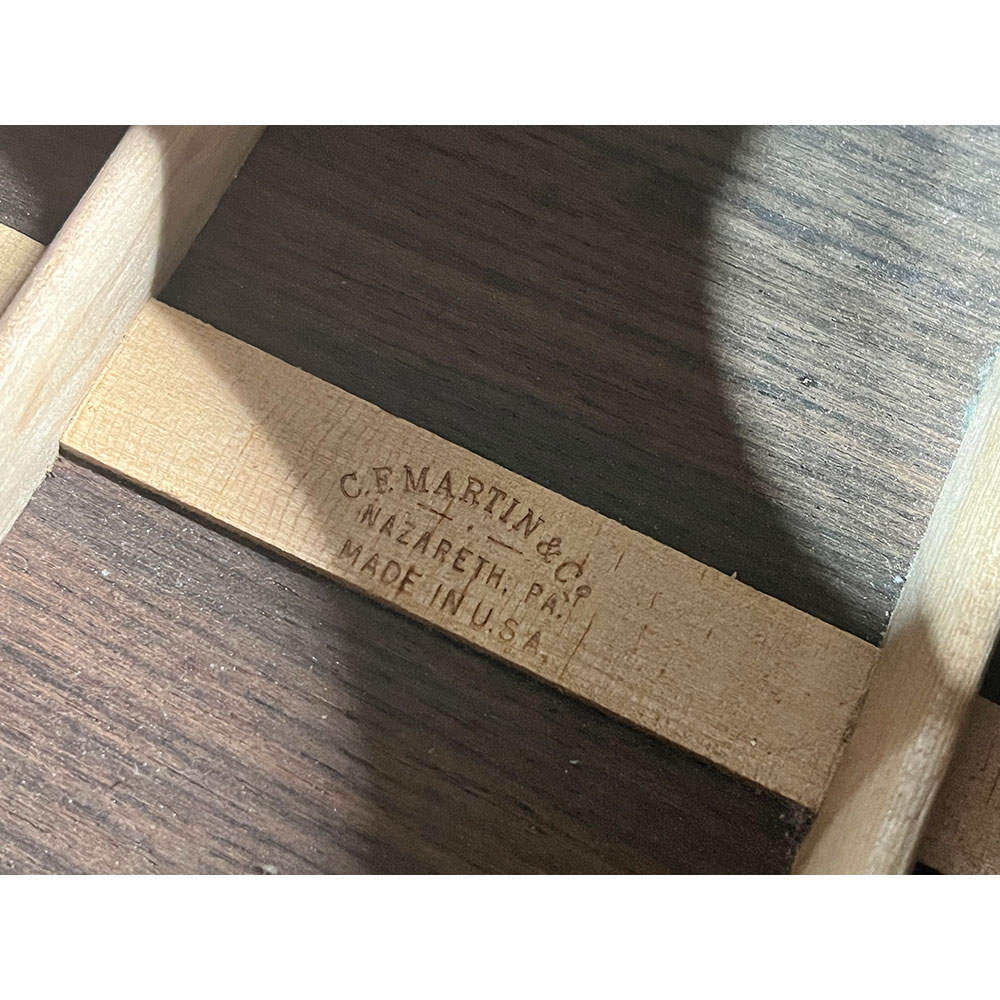 C.F. MARTIN & Co
NAZARETH, PA.
MADE IN U.S.A.